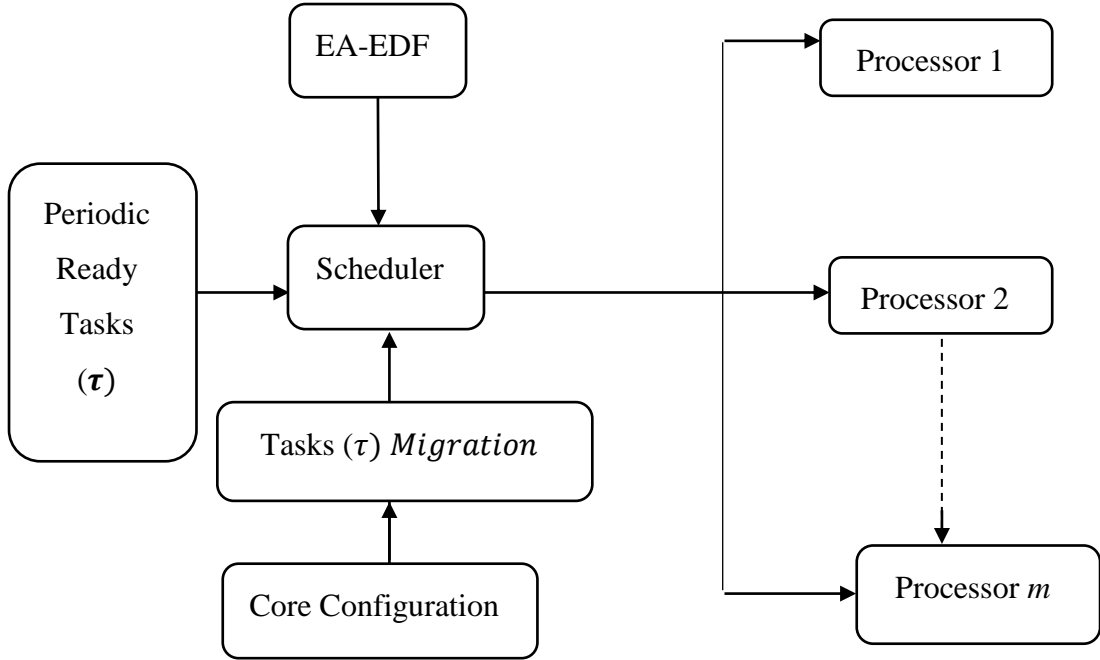 EA-EDF
Processor 1
Periodic
Ready
Tasks
(τ)
Scheduler
Processor 2
Tasks (τ) Migration
Core Configuration
Processor m